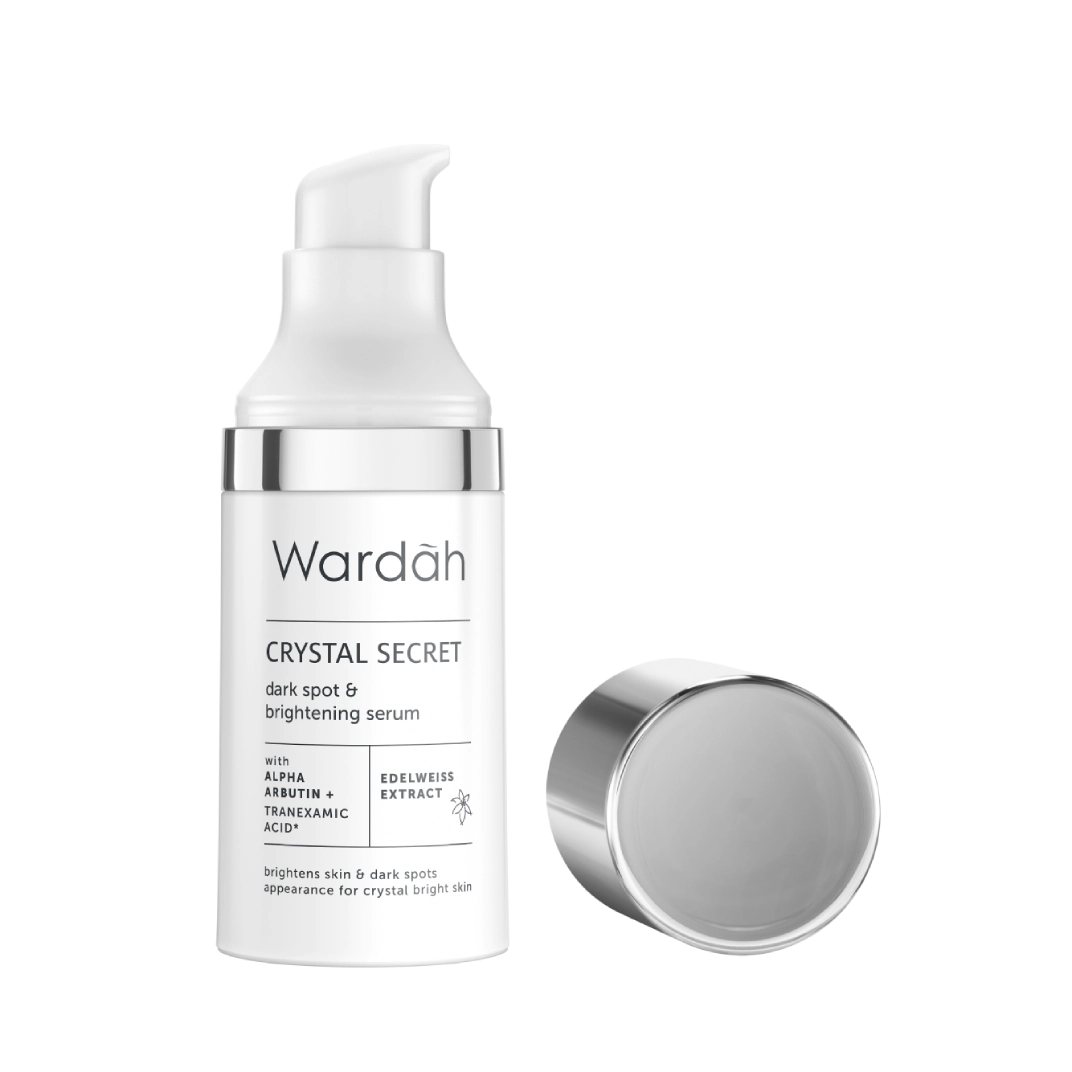 Wardãh
CRYSTAL SECRET
dark spot &
brightening serum
with
ALPHA
ARBUTIN +
TRANEXAMIC
ACID*
EDELWEISS
EXTRACT
brightens skin & dark spots
appearance for crystal bright skin